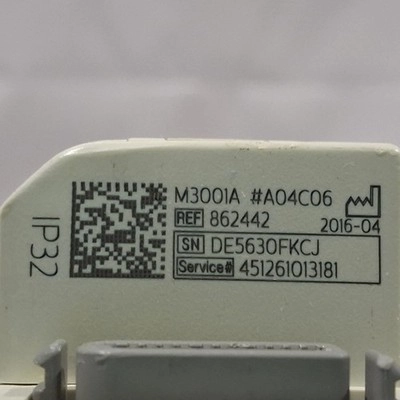 M3001A #A04C06
REF 862442
2016-04
SN DE5630FKCJ
Service# 451261013181
IP32